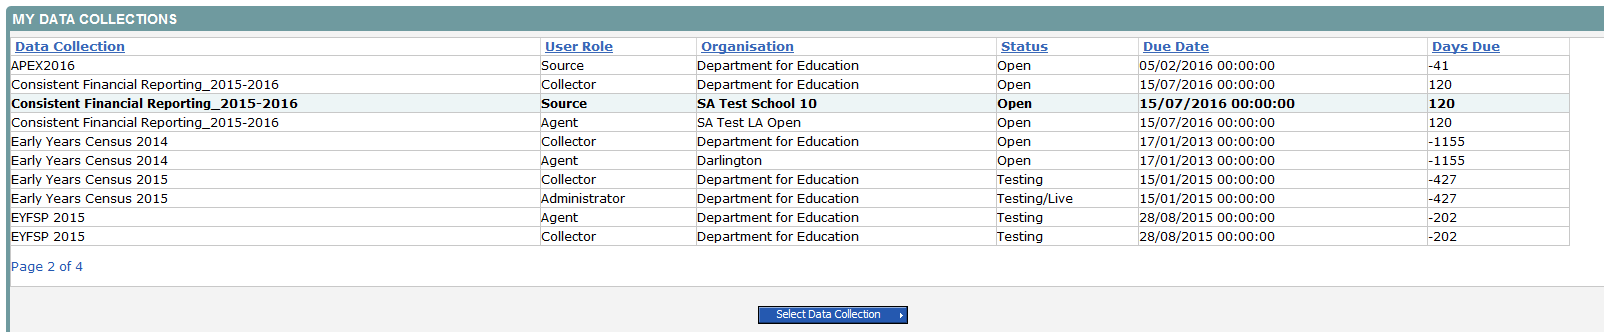 MY DATA COLLECTIONS
Data Collection User Role Organisation Status Due Date Days Due
APEX2016 Source Department for Education Open 05/02/2016 00:00:00 -41
Consistent Financial Reporting_2015-2016 Collector Department for Education Open 15/07/2016 00:00:00 120
Consistent Financial Reporting_2015-2016 Source SA Test School 10 Open 15/07/2016 00:00:00 120
Consistent Financial Reporting_2015-2016 Agent SA Test LA Open Open 15/07/2016 00:00:00 120
Early Years Census 2014 Collector Department for Education Open 17/01/2013 00:00:00 -1155
Early Years Census 2014 Agent Darlington Open 17/01/2013 00:00:00 -1155
Early Years Census 2015 Collector Department for Education Testing 15/01/2015 00:00:00 -427
Early Years Census 2015 Administrator Department for Education Testing/Live 15/01/2015 00:00:00 -427
EYFSP 2015 Agent Department for Education Testing 28/08/2015 00:00:00 -202
EYFSP 2015 Collector Department for Education Testing 28/08/2015 00:00:00 -202
Page 2 of 4
Select Data Collection